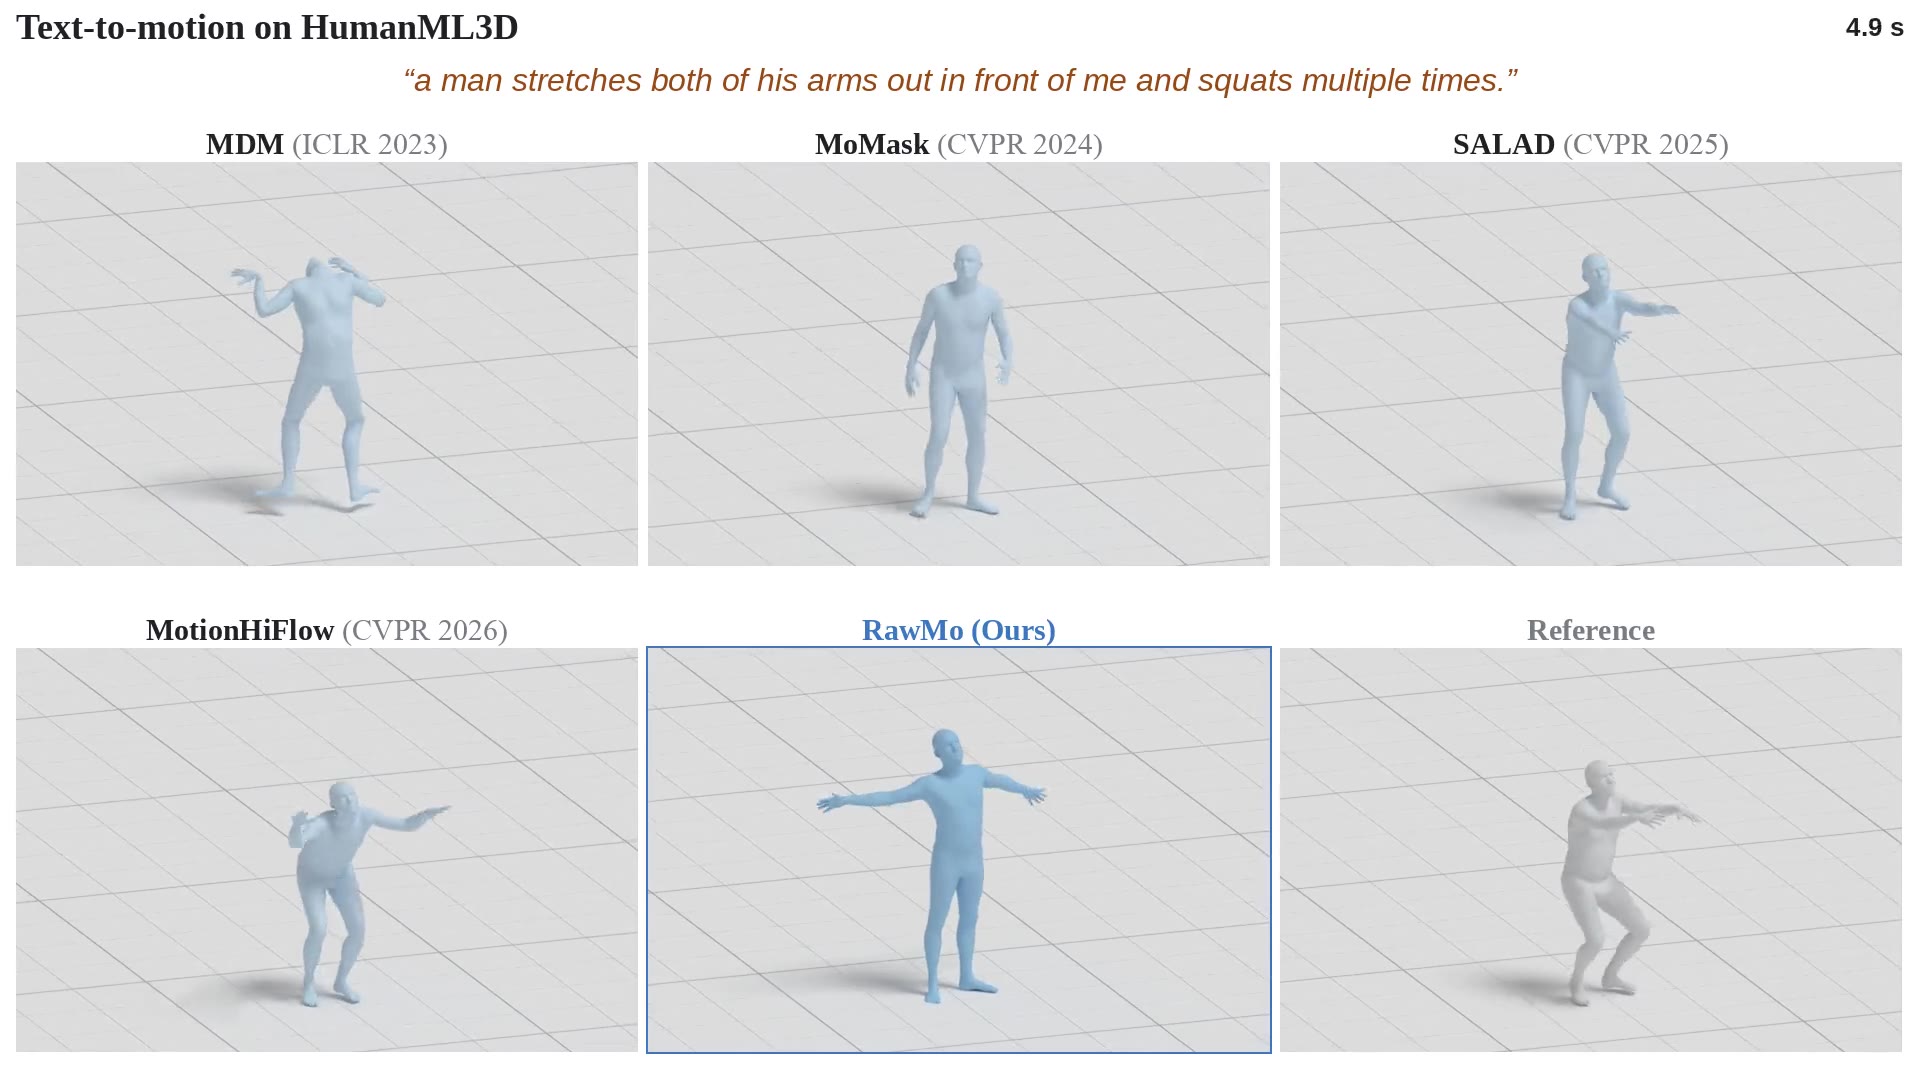 Text-to-motion on HumanML3D
4.9 s
“a man stretches both of his arms out in front of me and squats multiple times.”
MDM (ICLR 2023)
MoMask (CVPR 2024)
SALAD (CVPR 2025)
MotionHiFlow (CVPR 2026)
RawMo (Ours)
Reference